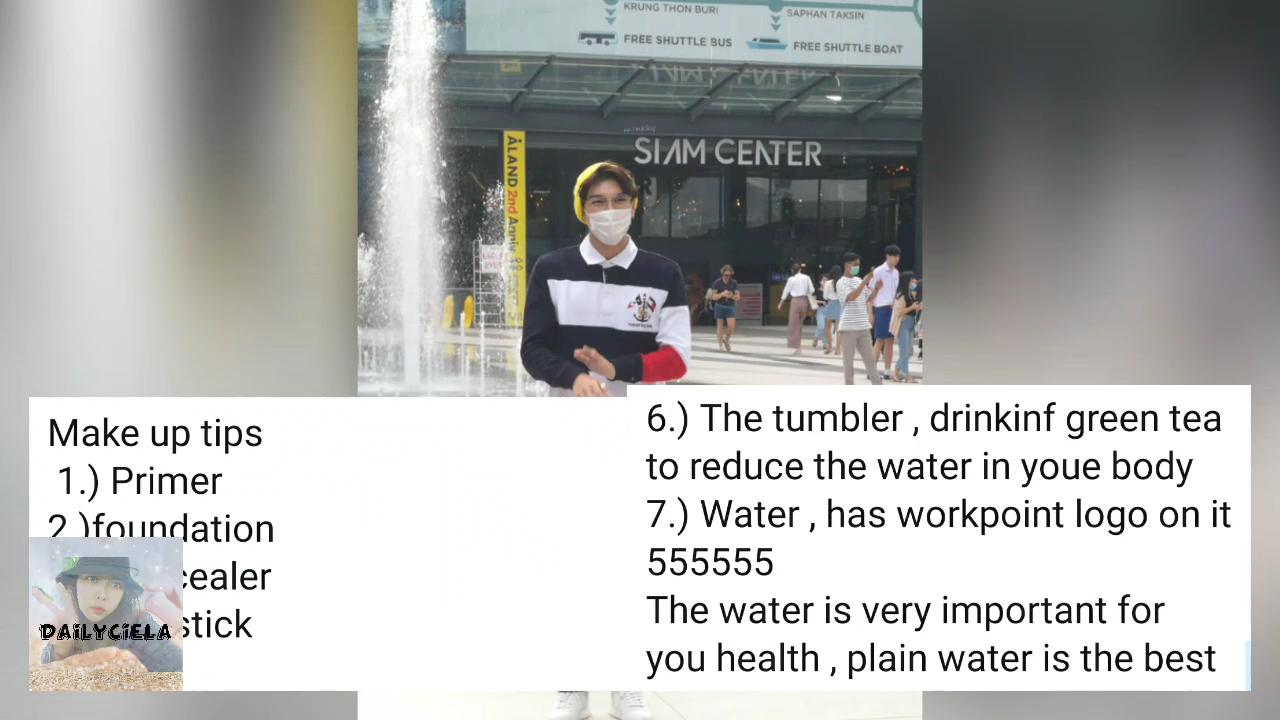 KRUNG THON BURI
SAPHAN TAKSIN
FREE SHUTTLE BUS
FREE SHUTTLE BOAT
SIAM CENTER
ALAND 2nd Anniv
Make up tips
1.) Primer
2.)foundation
cealer
stick
DAILYCIELA
6.) The tumbler , drinkinf green tea
to reduce the water in youe body
7.) Water , has workpoint logo on it
555555
The water is very important for
you health , plain water is the best